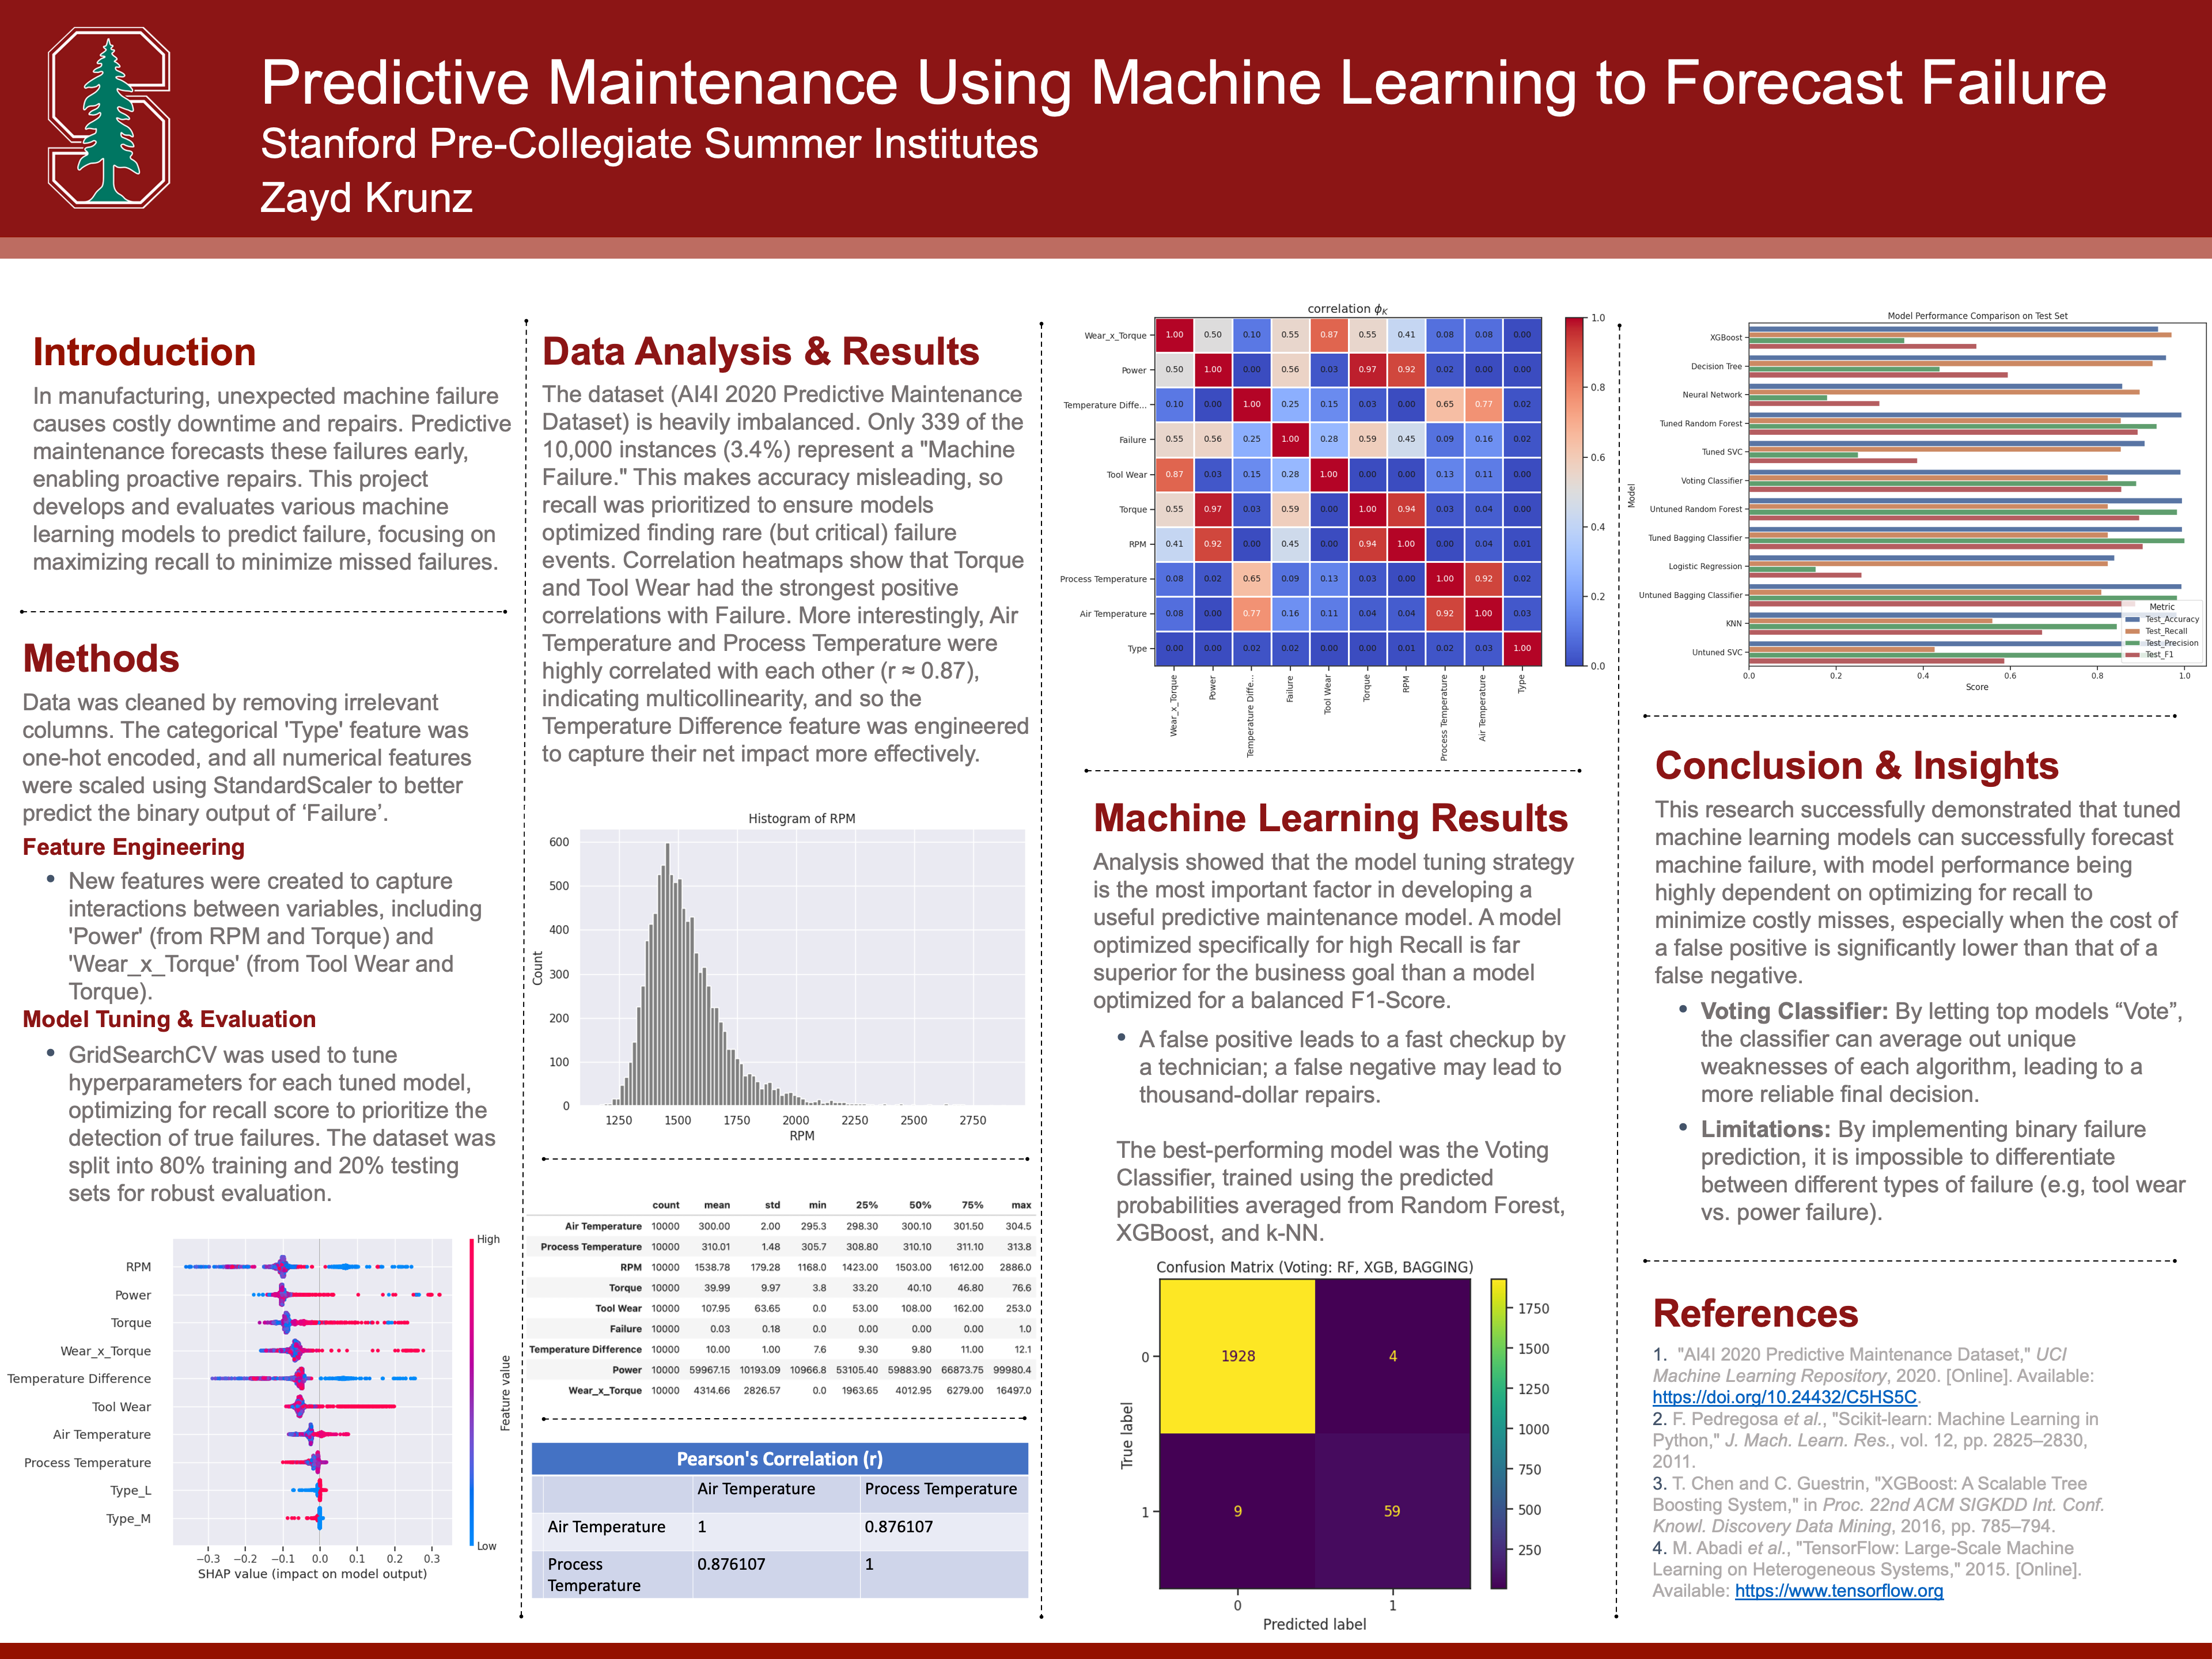 Predictive Maintenance Using Machine Learning to Forecast Failure
Stanford Pre-Collegiate Summer Institutes
Zayd Krunz
Introduction
In manufacturing, unexpected machine failure
causes costly downtime and repairs. Predictive
maintenance forecasts these failures early,
enabling proactive repairs. This project
develops and evaluates various machine
learning models to predict failure, focusing on
maximizing recall to minimize missed failures.
Methods
Data was cleaned by removing irrelevant
columns. The categorical 'Type' feature was
one-hot encoded, and all numerical features
were scaled using StandardScaler to better
predict the binary output of ‘Failure’.
Feature Engineering
• New features were created to capture
interactions between variables, including
'Power' (from RPM and Torque) and
'Wear_x_Torque' (from Tool Wear and
Torque).
Model Tuning & Evaluation
• GridSearchCV was used to tune
hyperparameters for each tuned model,
optimizing for recall score to prioritize the
detection of true failures. The dataset was
split into 80% training and 20% testing
sets for robust evaluation.
High
RPM
Power
Torque
Wear_x_Torque
Temperature Difference
Tool Wear
Air Temperature
Process Temperature
Type_L
Type_M
Low
Feature value
−0.3 −0.2 −0.1 0.0 0.1 0.2 0.3
SHAP value (impact on model output)
Data Analysis & Results
The dataset (AI4I 2020 Predictive Maintenance
Dataset) is heavily imbalanced. Only 339 of the
10,000 instances (3.4%) represent a "Machine
Failure." This makes accuracy misleading, so
recall was prioritized to ensure models
optimized finding rare (but critical) failure
events. Correlation heatmaps show that Torque
and Tool Wear had the strongest positive
correlations with Failure. More interestingly, Air
Temperature and Process Temperature were
highly correlated with each other (r ≈ 0.87),
indicating multicollinearity, and so the
Temperature Difference feature was engineered
to capture their net impact more effectively.
Histogram of RPM
600
500
400
300
200
100
0
Count
1250 1500 1750 2000 2250 2500 2750
RPM
count mean std min 25% 50% 75% max
Air Temperature 10000 300.00 2.00 295.3 298.30 300.10 301.50 304.5
Process Temperature 10000 310.01 1.48 305.7 308.80 310.10 311.10 313.8
RPM 10000 1538.78 179.28 1168.0 1423.00 1503.00 1612.00 2886.0
Torque 10000 39.99 9.97 3.8 33.20 40.10 46.80 76.6
Tool Wear 10000 107.95 63.65 0.0 53.00 108.00 162.00 253.0
Failure 10000 0.03 0.18 0.0 0.00 0.00 0.00 1.0
Temperature Difference 10000 10.00 1.00 7.6 9.30 9.80 11.00 12.1
Power 10000 59967.15 10193.09 10966.8 53105.40 59883.90 66873.75 99980.4
Wear_x_Torque 10000 4314.66 2826.57 0.0 1963.65 4012.95 6279.00 16497.0
Pearson's Correlation (r)
Air Temperature Process Temperature
Air Temperature 1 0.876107
Process
Temperature 0.876107 1
correlation ϕK
Wear_x_Torque 1.00 0.50 0.10 0.55 0.87 0.55 0.41 0.08 0.08 0.00
Power 0.50 1.00 0.00 0.56 0.03 0.97 0.92 0.02 0.00 0.00
Temperature Diffe... 0.10 0.00 1.00 0.25 0.15 0.03 0.00 0.65 0.77 0.02
Failure 0.55 0.56 0.25 1.00 0.28 0.59 0.45 0.09 0.16 0.02
Tool Wear 0.87 0.03 0.15 0.28 1.00 0.00 0.00 0.13 0.11 0.00
Torque 0.55 0.97 0.03 0.59 0.00 1.00 0.94 0.03 0.04 0.00
RPM 0.41 0.92 0.00 0.45 0.00 0.94 1.00 0.00 0.04 0.01
Process Temperature 0.08 0.02 0.65 0.09 0.13 0.03 0.00 1.00 0.92 0.02
Air Temperature 0.08 0.00 0.77 0.16 0.11 0.04 0.04 0.92 1.00 0.03
Type 0.00 0.00 0.02 0.02 0.00 0.00 0.01 0.02 0.03 1.00
Wear_x_Torque
Power
Temperature Diffe...
Failure
Tool Wear
Torque
RPM
Process Temperature
Air Temperature
Type
1.0
0.8
0.6
0.4
0.2
0.0
Machine Learning Results
Analysis showed that the model tuning strategy
is the most important factor in developing a
useful predictive maintenance model. A model
optimized specifically for high Recall is far
superior for the business goal than a model
optimized for a balanced F1-Score.
• A false positive leads to a fast checkup by
a technician; a false negative may lead to
thousand-dollar repairs.
The best-performing model was the Voting
Classifier, trained using the predicted
probabilities averaged from Random Forest,
XGBoost, and k-NN.
Confusion Matrix (Voting: RF, XGB, BAGGING)
0 1928 4
1 9 59
True label
0 1
Predicted label
1750
1500
1250
1000
750
500
250
Model Performance Comparison on Test Set
XGBoost
Decision Tree
Neural Network
Tuned Random Forest
Tuned SVC
Voting Classifier
Untuned Random Forest
Tuned Bagging Classifier
Logistic Regression
Untuned Bagging Classifier
KNN
Untuned SVC
Model
Metric
Test_Accuracy
Test_Recall
Test_Precision
Test_F1
0.0 0.2 0.4 0.6 0.8 1.0
Score
Conclusion & Insights
This research successfully demonstrated that tuned
machine learning models can successfully forecast
machine failure, with model performance being
highly dependent on optimizing for recall to
minimize costly misses, especially when the cost of
a false positive is significantly lower than that of a
false negative.
• Voting Classifier: By letting top models “Vote”,
the classifier can average out unique
weaknesses of each algorithm, leading to a
more reliable final decision.
• Limitations: By implementing binary failure
prediction, it is impossible to differentiate
between different types of failure (e.g, tool wear
vs. power failure).
References
1. "AI4I 2020 Predictive Maintenance Dataset," UCI
Machine Learning Repository, 2020. [Online]. Available:
https://doi.org/10.24432/C5HS5C.
2. F. Pedregosa et al., "Scikit-learn: Machine Learning in
Python," J. Mach. Learn. Res., vol. 12, pp. 2825–2830,
2011.
3. T. Chen and C. Guestrin, "XGBoost: A Scalable Tree
Boosting System," in Proc. 22nd ACM SIGKDD Int. Conf.
Knowl. Discovery Data Mining, 2016, pp. 785–794.
4. M. Abadi et al., "TensorFlow: Large-Scale Machine
Learning on Heterogeneous Systems," 2015. [Online].
Available: https://www.tensorflow.org